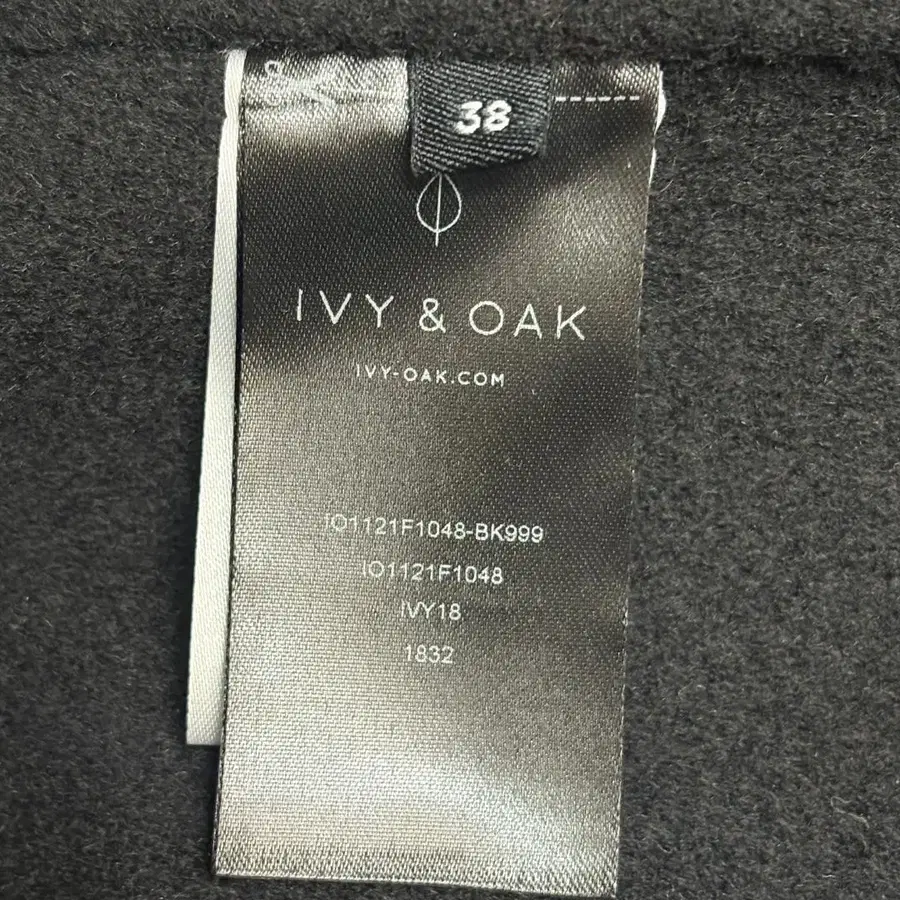 38
IVY & OAK
IVY-OAK.COM
IO1121F1048-BK999
IO1121F1048
IVY18
1832